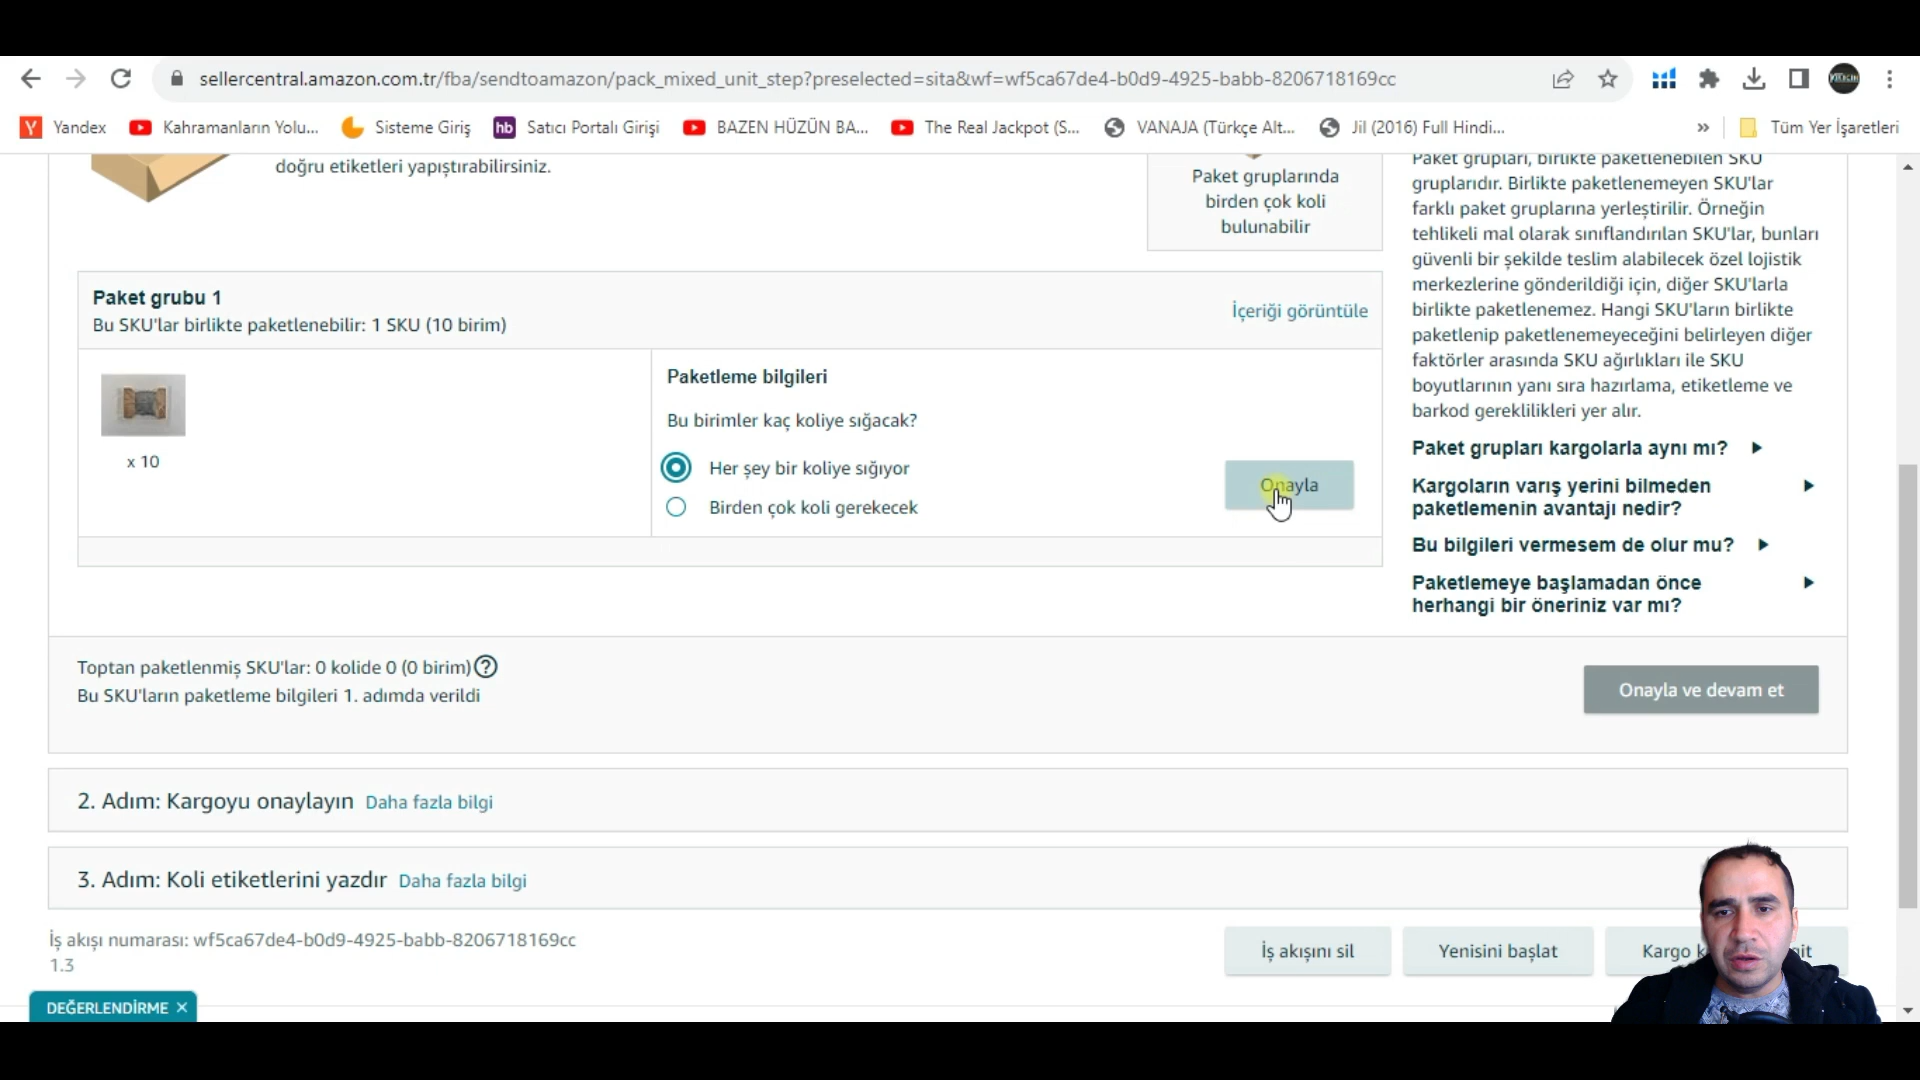 sellercentral.amazon.com.tr/fba/sendtoamazon/pack_mixed_unit_step?preselected=sita&wf=wf5ca67de4-b0d9-4925-babb-8206718169cc
Yandex
Kahramanların Yolu...
Sisteme Giriş
hb
Satıcı Portalı Girişi
BAZEN HÜZÜN BA...
The Real Jackpot (S...
VANAJA (Türkçe Alt...
Jil (2016) Full Hindi...
»
Tüm Yer İşaretleri
doğru etiketleri yapıştırabilirsiniz.
Paket gruplarında
birden çok koli
bulunabilir
Paket grubu 1
Bu SKU'lar birlikte paketlenebilir: 1 SKU (10 birim)
İçeriği görüntüle
x 10
Paketleme bilgileri
Bu birimler kaç koliye sığacak?
Her şey bir koliye sığıyor
Birden çok koli gerekecek
Onayla
Paket grupları, birlikte paketlenebilen SKU
gruplarıdır. Birlikte paketlenemeyen SKU'lar
farklı paket gruplarına yerleştirilir. Örneğin
tehlikeli mal olarak sınıflandırılan SKU'lar, bunları
güvenli bir şekilde teslim alabilecek özel lojistik
merkezlerine gönderildiği için, diğer SKU'larla
birlikte paketlenemez. Hangi SKU'ların birlikte
paketlenip paketlenemeyeceğini belirleyen diğer
faktörler arasında SKU ağırlıkları ile SKU
boyutlarının yanı sıra hazırlama, etiketleme ve
barkod gereklilikleri yer alır.
Paket grupları kargolarla aynı mı?
Kargoların varış yerini bilmeden
paketlemenin avantajı nedir?
Bu bilgileri vermesem de olur mu?
Paketlemeye başlamadan önce
herhangi bir öneriniz var mı?
Toptan paketlenmiş SKU'lar: 0 kolide 0 (0 birim)
Bu SKU'ların paketleme bilgileri 1. adımda verildi
Onayla ve devam et
2. Adım: Kargoyu onaylayın Daha fazla bilgi
3. Adım: Koli etiketlerini yazdır Daha fazla bilgi
İş akışı numarası: wf5ca67de4-b0d9-4925-babb-8206718169cc
1.3
İş akışını sil
Yenisini başlat
Kargo
DEĞERLENDİRME ×